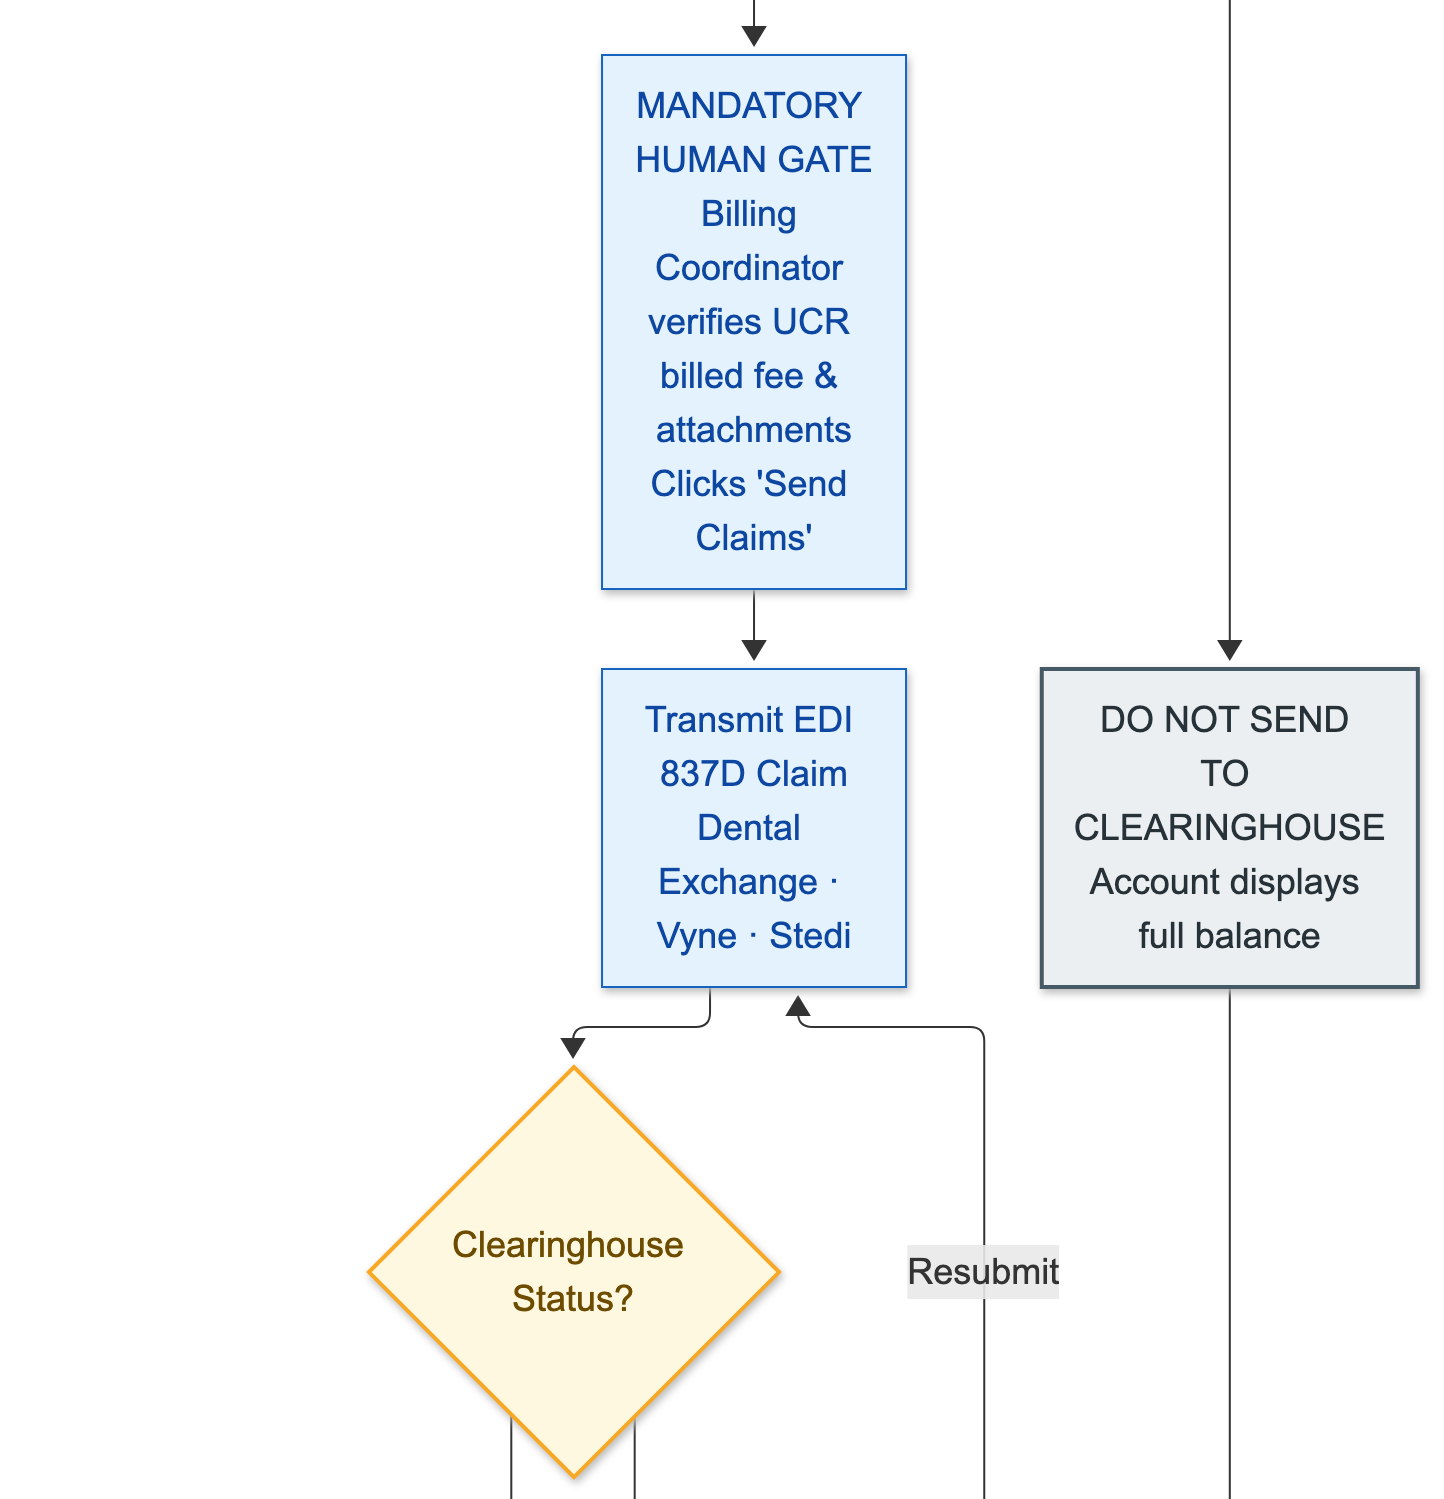 MANDATORY
HUMAN GATE
Billing
Coordinator
verifies UCR
billed fee &
attachments
Clicks 'Send
Claims'
Transmit EDI
837D Claim
Dental
Exchange ·
Vyne · Stedi
DO NOT SEND
TO
CLEARINGHOUSE
Account displays
full balance
Clearinghouse
Status?
Resubmit